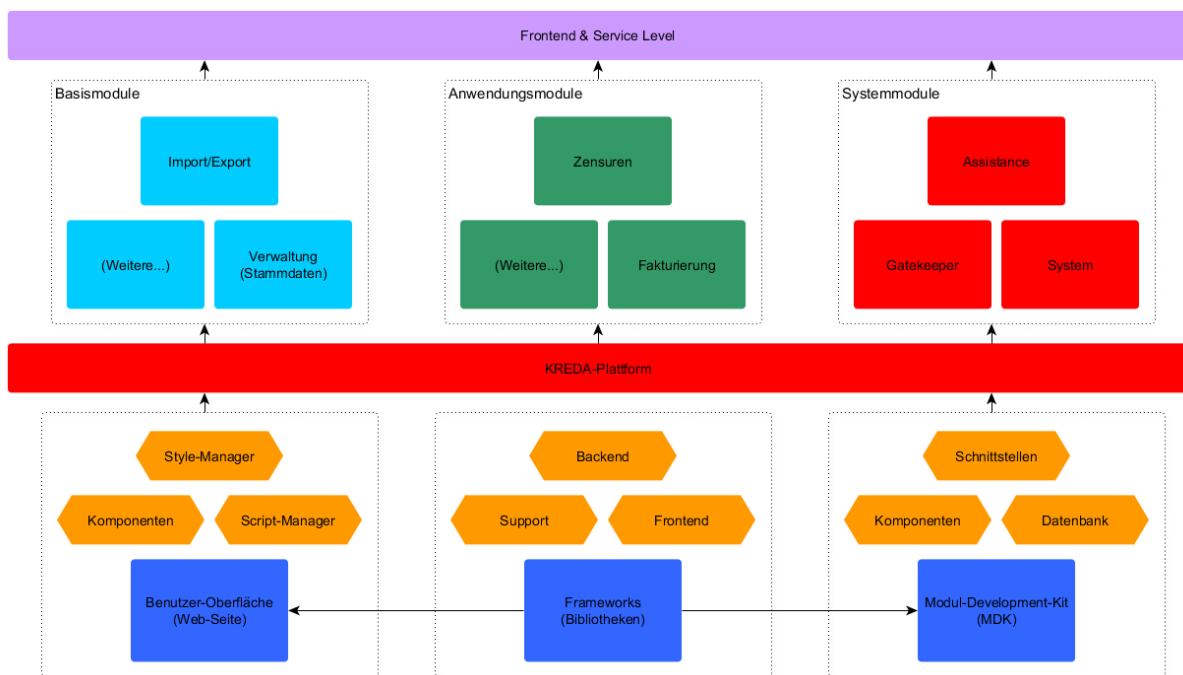 Frontend & Service Level
Basismodule
Anwendungsmodule
Systemmodule
Import/Export
Zensuren
Assistance
(Weitere...)
Verwaltung
(Stammdaten)
(Weitere...)
Fakturierung
Gatekeeper
System
KREDA-Plattform
Style-Manager
Backend
Schnittstellen
Komponenten
Script-Manager
Support
Frontend
Komponenten
Datenbank
Benutzer-Oberfläche
(Web-Seite)
Frameworks
(Bibliotheken)
Modul-Development-Kit
(MDK)